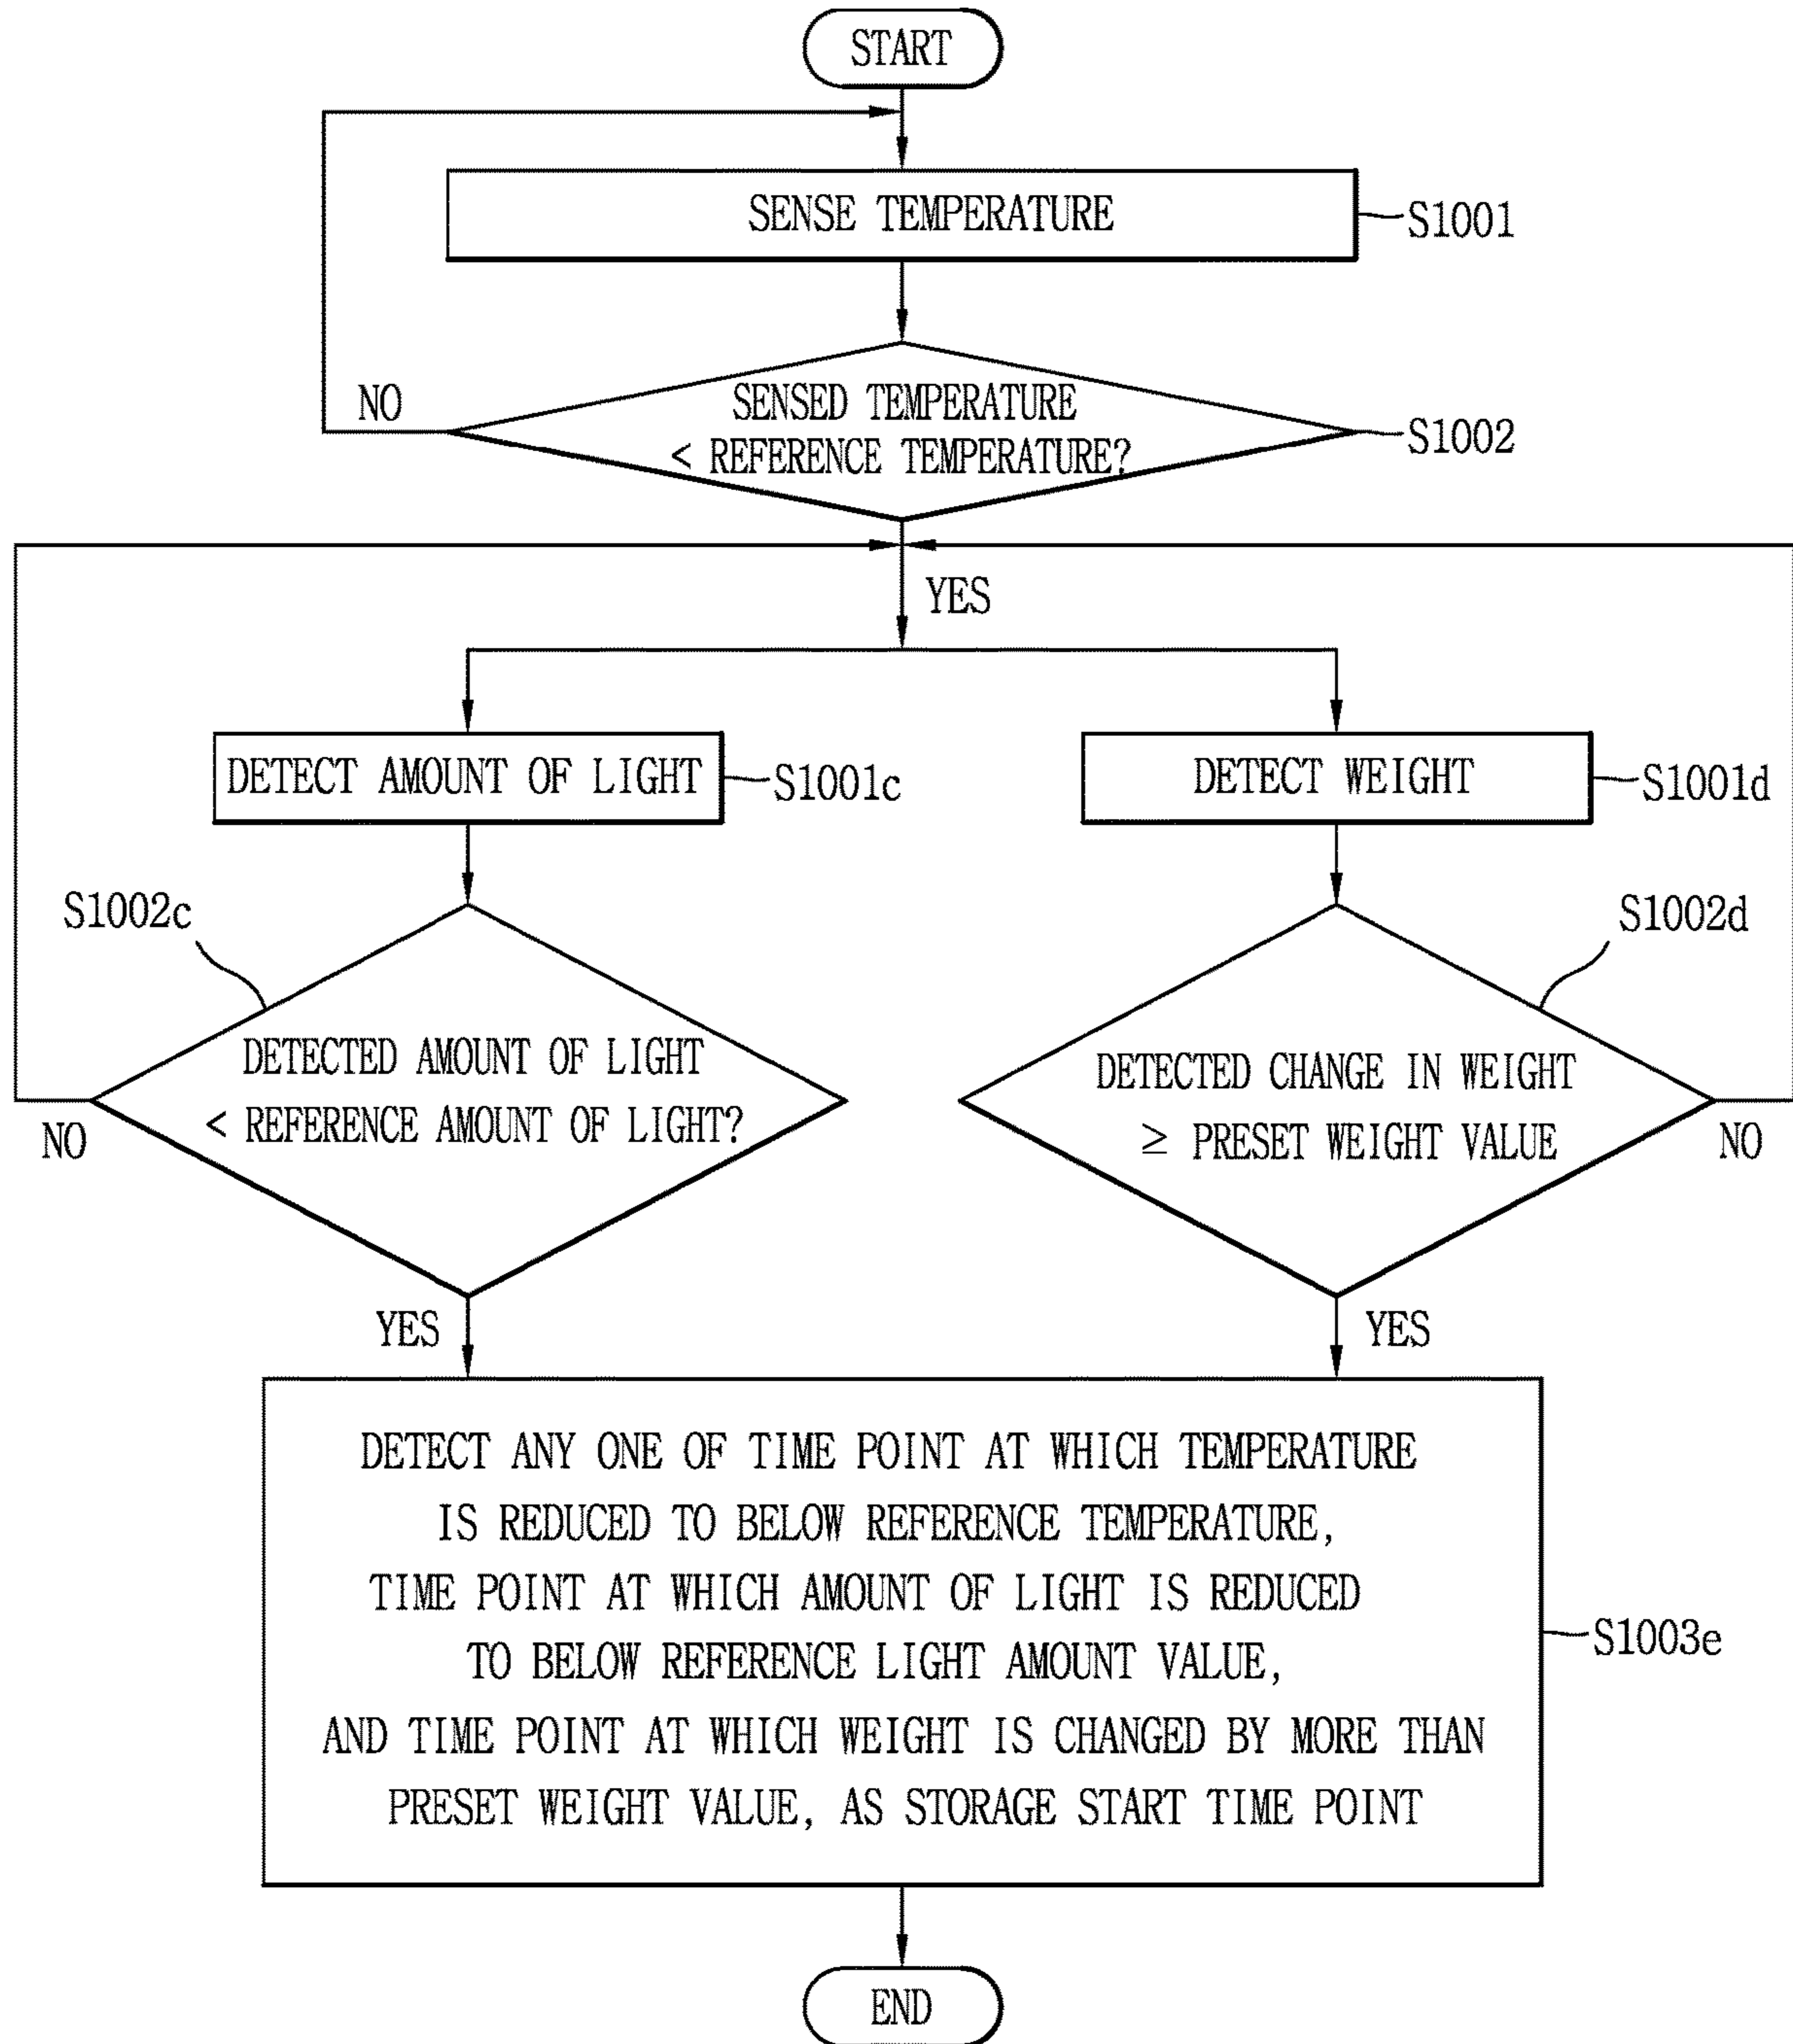 START
SENSE TEMPERATURE
S1001
NO
SENSED TEMPERATURE
< REFERENCE TEMPERATURE?
S1002
YES
DETECT AMOUNT OF LIGHT
S1001c
DETECT WEIGHT
S1001d
S1002c
S1002d
DETECTED AMOUNT OF LIGHT
< REFERENCE AMOUNT OF LIGHT?
NO
DETECTED CHANGE IN WEIGHT
≥ PRESET WEIGHT VALUE
NO
YES
YES
DETECT ANY ONE OF TIME POINT AT WHICH TEMPERATURE
IS REDUCED TO BELOW REFERENCE TEMPERATURE,
TIME POINT AT WHICH AMOUNT OF LIGHT IS REDUCED
TO BELOW REFERENCE LIGHT AMOUNT VALUE,
AND TIME POINT AT WHICH WEIGHT IS CHANGED BY MORE THAN
PRESET WEIGHT VALUE, AS STORAGE START TIME POINT
S1003e
END